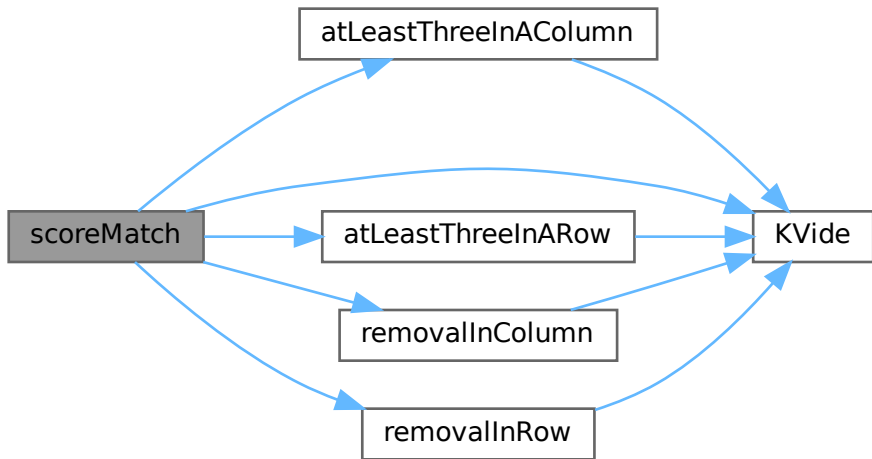 atLeastThreeInAColumn
scoreMatch
atLeastThreeInARow
KVide
removalInColumn
removalInRow